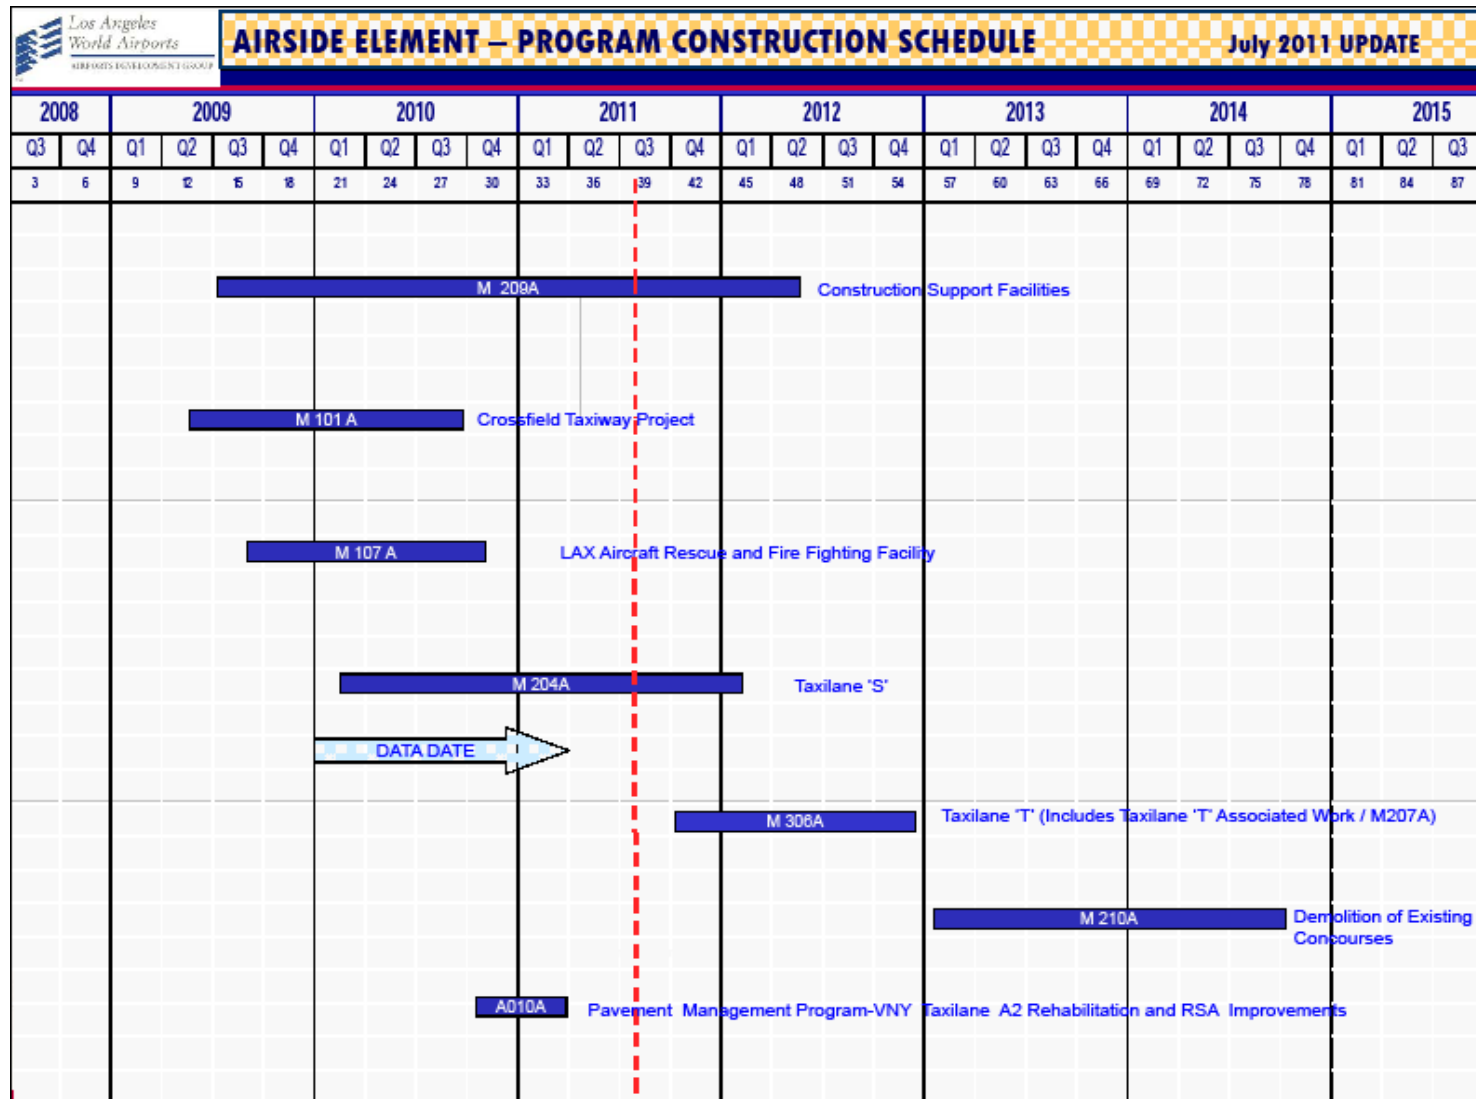 Los Angeles
World Airports
AIRPORTS DEVELOPMENT GROUP
AIRSIDE ELEMENT – PROGRAM CONSTRUCTION SCHEDULE July 2011 UPDATE
2008 2009 2010 2011 2012 2013 2014 2015
Q3 Q4 Q1 Q2 Q3 Q4 Q1 Q2 Q3 Q4 Q1 Q2 Q3 Q4 Q1 Q2 Q3 Q4 Q1 Q2 Q3 Q4 Q1 Q2 Q3 Q4 Q1 Q2 Q3
3 6 9 12 15 18 21 24 27 30 33 36 39 42 45 48 51 54 57 60 63 66 69 72 75 78 81 84 87
M 209A Construction Support Facilities
M 101 A Crossfield Taxiway Project
M 107 A LAX Aircraft Rescue and Fire Fighting Facility
M 204A Taxilane 'S'
DATA DATE
M 306A Taxilane 'T' (Includes Taxilane 'T' Associated Work / M207A)
M 210A Demolition of Existing
Concourses
A010A Pavement Management Program-VNY Taxilane A2 Rehabilitation and RSA Improvements